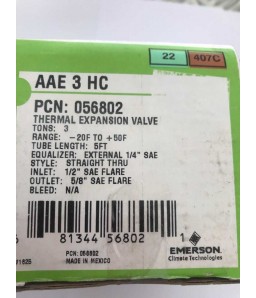 22 407C
AAE 3 HC
PCN: 056802
THERMAL EXPANSION VALVE
TONS: 3
RANGE: -20F TO +50F
TUBE LENGTH: 5FT
EQUALIZER: EXTERNAL 1/4" SAE
STYLE: STRAIGHT THRU
INLET: 1/2" SAE FLARE
OUTLET: 5/8" SAE FLARE
BLEED: N/A
81344 56802 1
EMERSON
Climate Technologies
PCN: 056802
MADE IN MEXICO